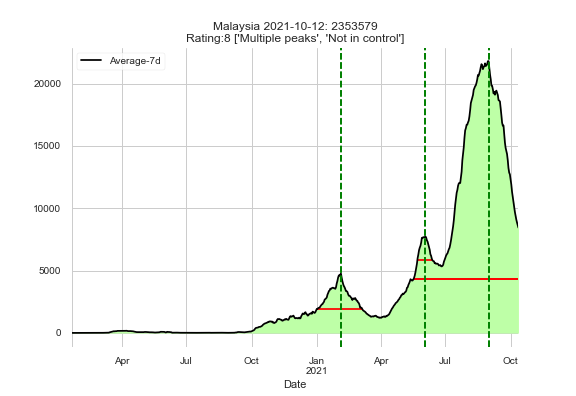 Malaysia 2021-10-12: 2353579
Rating:8 ['Multiple peaks', 'Not in control']
Average-7d
20000
15000
10000
5000
0
Apr Jul Oct Jan Apr Jul Oct
2021
Date